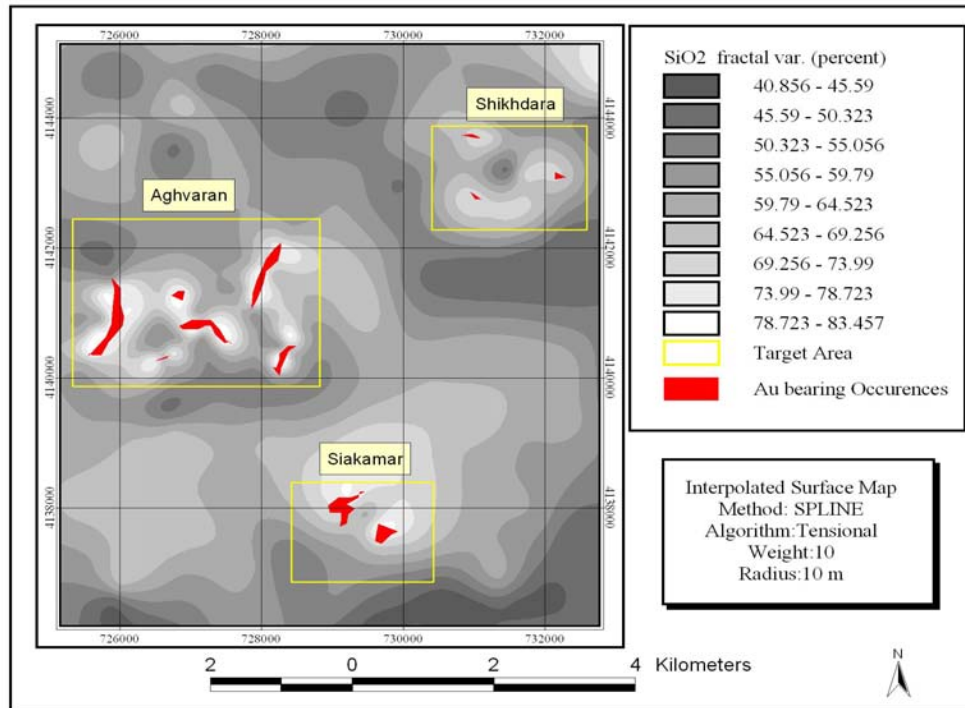 726000 728000 730000 732000
4144000 4144000
Shikhdara
Aghvaran
4142000 4142000
4140000 4140000
Siakamar
4138000 4138000
726000 728000 730000 732000
SiO2 fractal var. (percent)
40.856 - 45.59
45.59 - 50.323
50.323 - 55.056
55.056 - 59.79
59.79 - 64.523
64.523 - 69.256
69.256 - 73.99
73.99 - 78.723
78.723 - 83.457
Target Area
Au bearing Occurences
Interpolated Surface Map
Method: SPLINE
Algorithm:Tensional
Weight:10
Radius:10 m
2 0 2 4 Kilometers
N